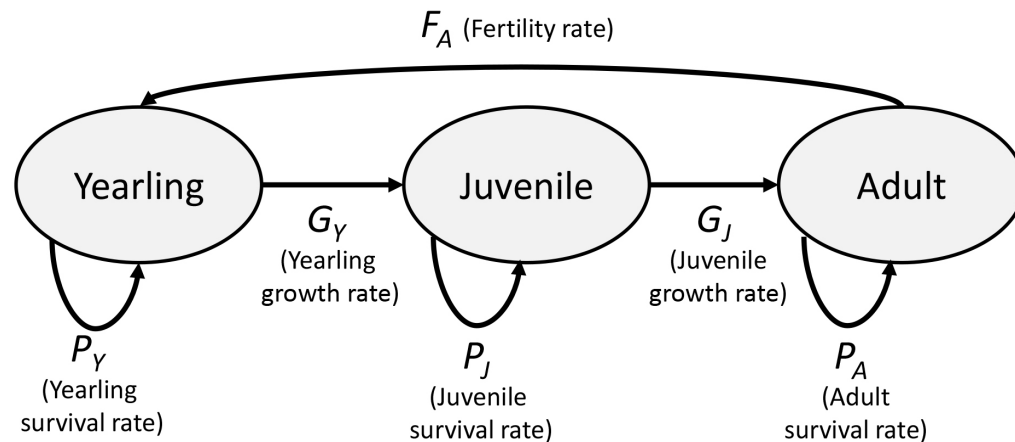 F_A (Fertility rate)
Yearling
Juvenile
Adult
G_Y
(Yearling
growth rate)
G_J
(Juvenile
growth rate)
P_Y
(Yearling
survival rate)
P_J
(Juvenile
survival rate)
P_A
(Adult
survival rate)